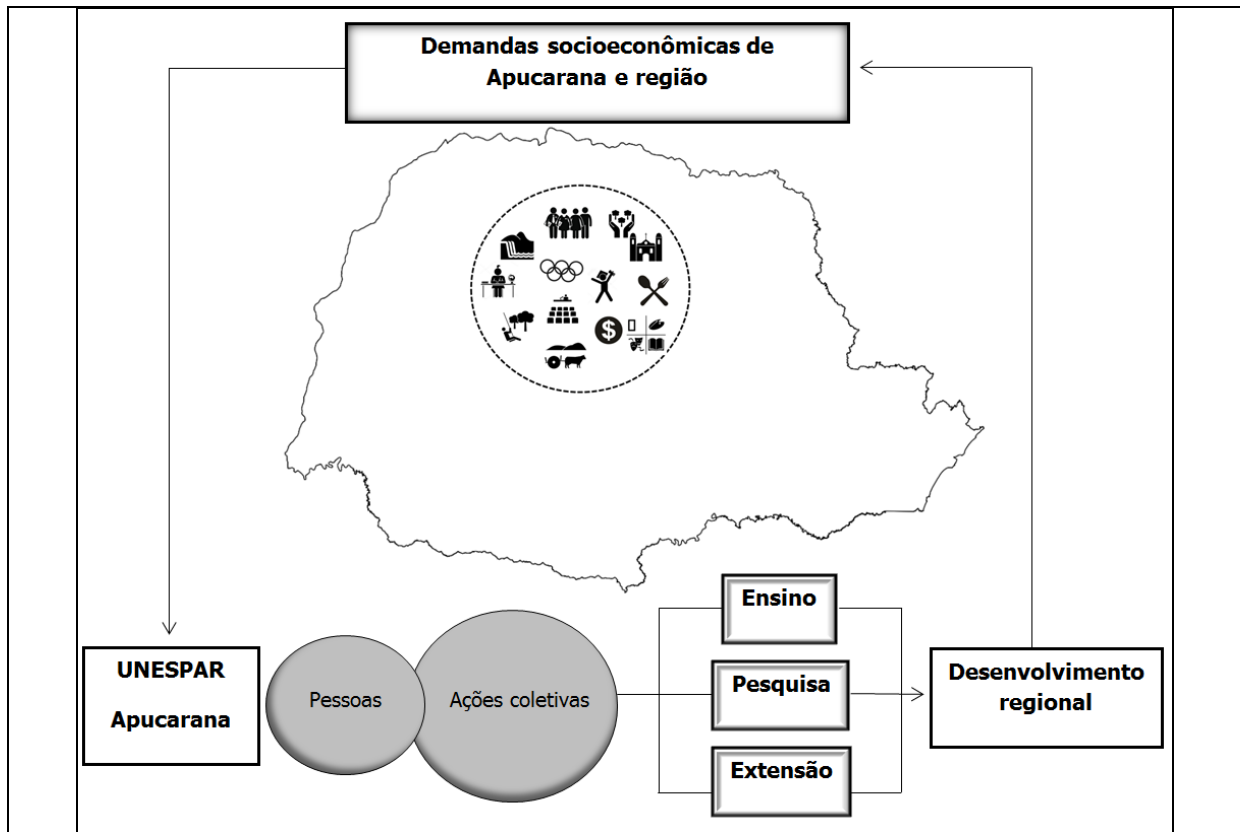 Demandas socioeconômicas de
Apucarana e região
$
UNESPAR
Apucarana
Pessoas
Ações coletivas
Ensino
Pesquisa
Extensão
Desenvolvimento
regional